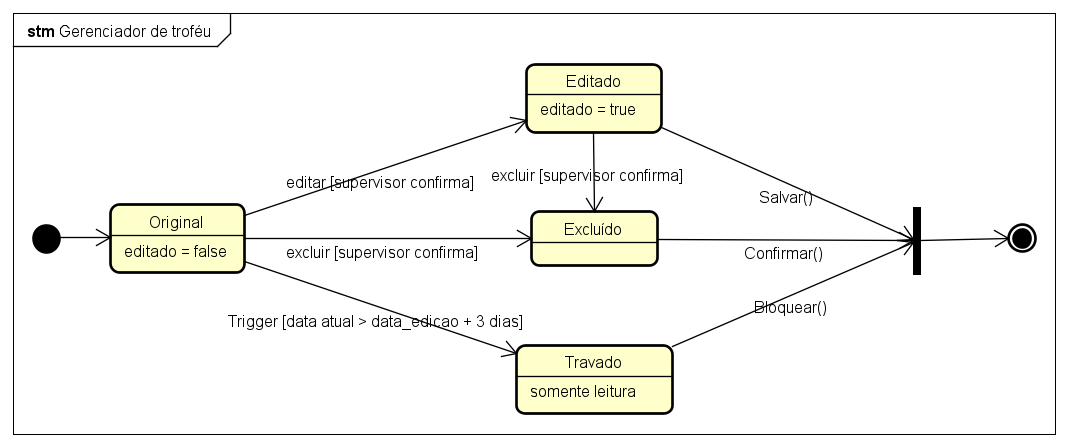 stm Gerenciador de troféu
Editado
editado = true
editar [supervisor confirma]
excluir [supervisor confirma]
Salvar()
Original
editado = false
Excluído
excluir [supervisor confirma]
Confirmar()
Trigger [data atual > data_edicao + 3 dias]
Bloquear()
Travado
somente leitura